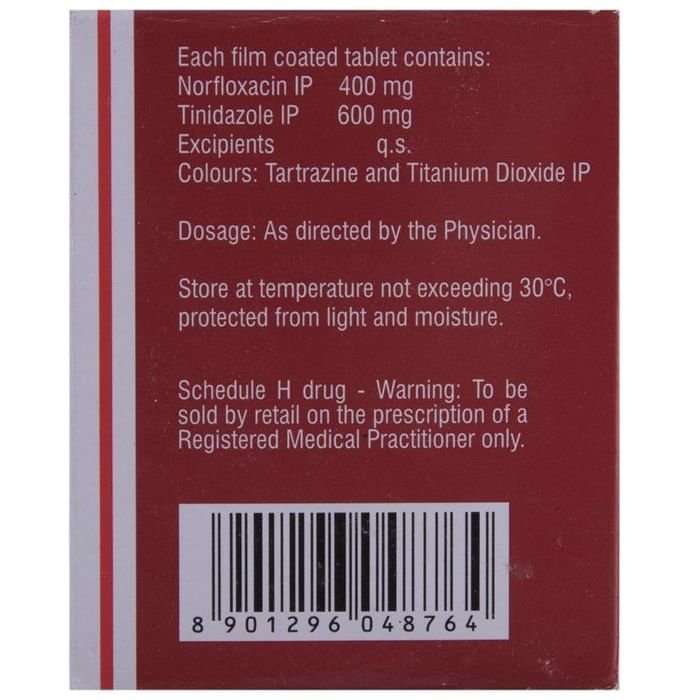 Each film coated tablet contains:
Norfloxacin IP 400 mg
Tinidazole IP 600 mg
Excipients q.s.
Colours: Tartrazine and Titanium Dioxide IP
Dosage: As directed by the Physician.
Store at temperature not exceeding 30°C,
protected from light and moisture.
Schedule H drug - Warning: To be
sold by retail on the prescription of a
Registered Medical Practitioner only.
8 901296 048764